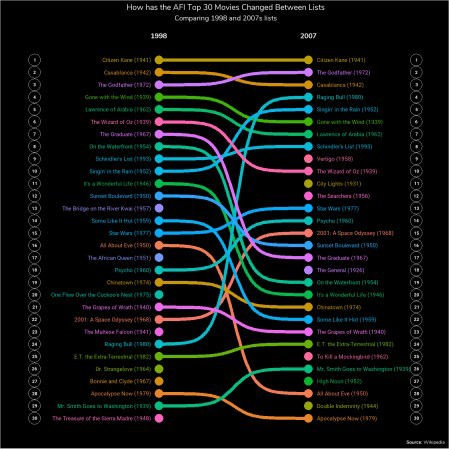 How has the AFI Top 30 Movies Changed Between Lists
Comparing 1998 and 2007s lists
1998 2007
1 Citizen Kane (1941) Citizen Kane (1941) 1
2 Casablanca (1942) The Godfather (1972) 2
3 The Godfather (1972) Casablanca (1942) 3
4 Gone with the Wind (1939) Raging Bull (1980) 4
5 Lawrence of Arabia (1962) Singin' in the Rain (1952) 5
6 The Wizard of Oz (1939) Gone with the Wind (1939) 6
7 The Graduate (1967) Lawrence of Arabia (1962) 7
8 On the Waterfront (1954) Schindler's List (1993) 8
9 Schindler's List (1993) Vertigo (1958) 9
10 Singin' in the Rain (1952) The Wizard of Oz (1939) 10
11 It's a Wonderful Life (1946) City Lights (1931) 11
12 Sunset Boulevard (1950) The Searchers (1956) 12
13 The Bridge on the River Kwai (1957) Star Wars (1977) 13
14 Some Like It Hot (1959) Psycho (1960) 14
15 Star Wars (1977) 2001: A Space Odyssey (1968) 15
16 All About Eve (1950) Sunset Boulevard (1950) 16
17 The African Queen (1951) The Graduate (1967) 17
18 Psycho (1960) The General (1926) 18
19 Chinatown (1974) On the Waterfront (1954) 19
20 One Flew Over the Cuckoo's Nest (1975) It's a Wonderful Life (1946) 20
21 The Grapes of Wrath (1940) Chinatown (1974) 21
22 2001: A Space Odyssey (1968) Some Like It Hot (1959) 22
23 The Maltese Falcon (1941) The Grapes of Wrath (1940) 23
24 Raging Bull (1980) E.T. the Extra-Terrestrial (1982) 24
25 E.T. the Extra-Terrestrial (1982) To Kill a Mockingbird (1962) 25
26 Dr. Strangelove (1964) Mr. Smith Goes to Washington (1939) 26
27 Bonnie and Clyde (1967) High Noon (1952) 27
28 Apocalypse Now (1979) All About Eve (1950) 28
29 Mr. Smith Goes to Washington (1939) Double Indemnity (1944) 29
30 The Treasure of the Sierra Madre (1948) Apocalypse Now (1979) 30
Source: Wikipedia